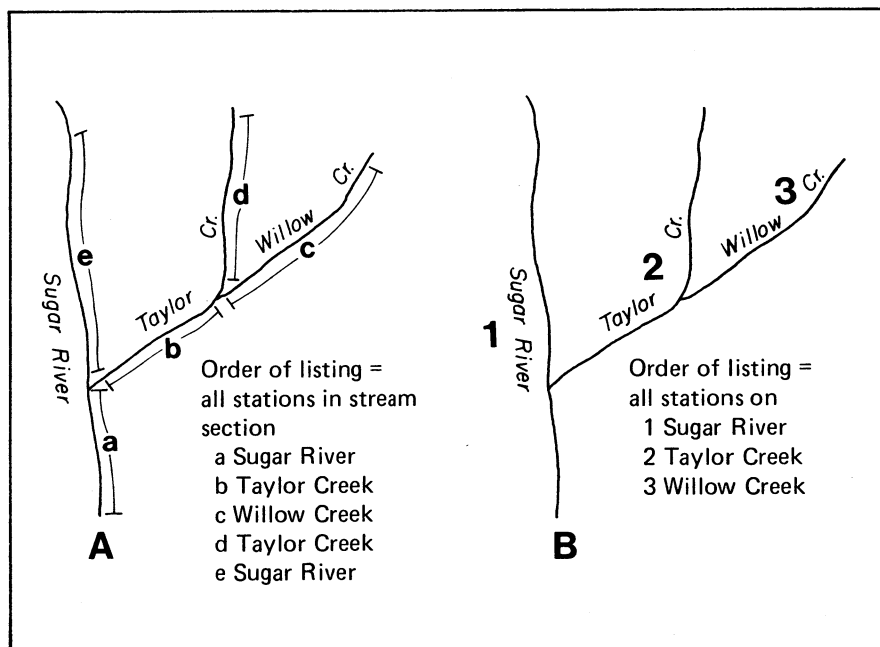 e
d
c
b
a
Sugar River
Taylor Cr.
Willow Cr.
Order of listing =
all stations in stream
section
a Sugar River
b Taylor Creek
c Willow Creek
d Taylor Creek
e Sugar River
A
1
2
3
Sugar River
Taylor Cr.
Willow Cr.
Order of listing =
all stations on
1 Sugar River
2 Taylor Creek
3 Willow Creek
B